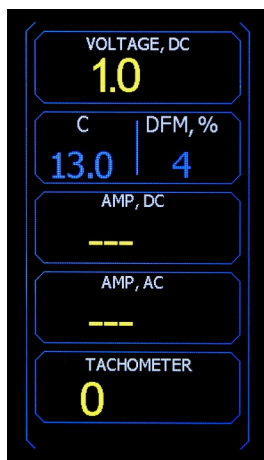 VOLTAGE, DC
1.0
C DFM, %
13.0 4
AMP, DC
---
AMP, AC
---
TACHOMETER
0